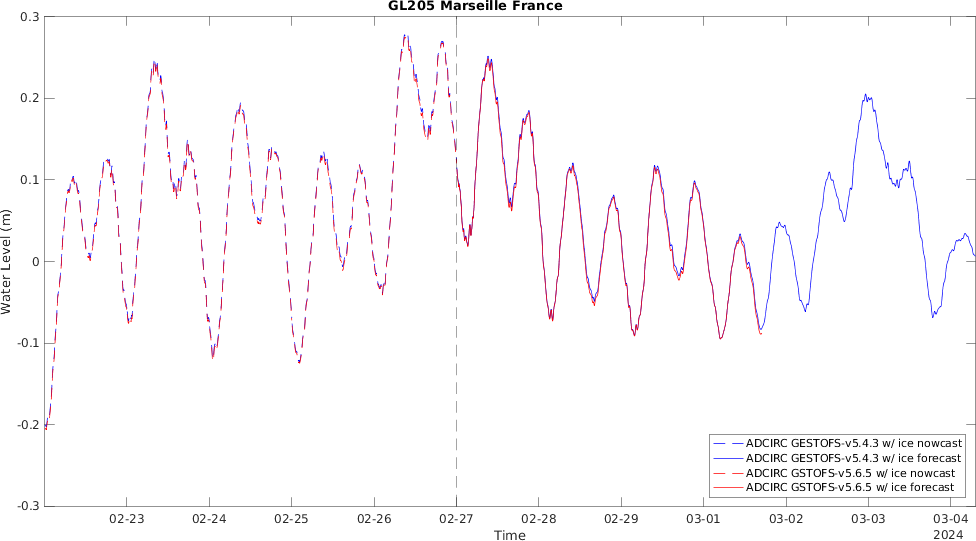 GL205 Marseille France
0.3
0.2
0.1
0
-0.1
-0.2
-0.3
Water Level (m)
ADCIRC GESTOFS-v5.4.3 w/ ice nowcast
ADCIRC GESTOFS-v5.4.3 w/ ice forecast
ADCIRC GSTOFS-v5.6.5 w/ ice nowcast
ADCIRC GSTOFS-v5.6.5 w/ ice forecast
02-23 02-24 02-25 02-26 02-27 02-28 02-29 03-01 03-02 03-03 03-04
Time 2024